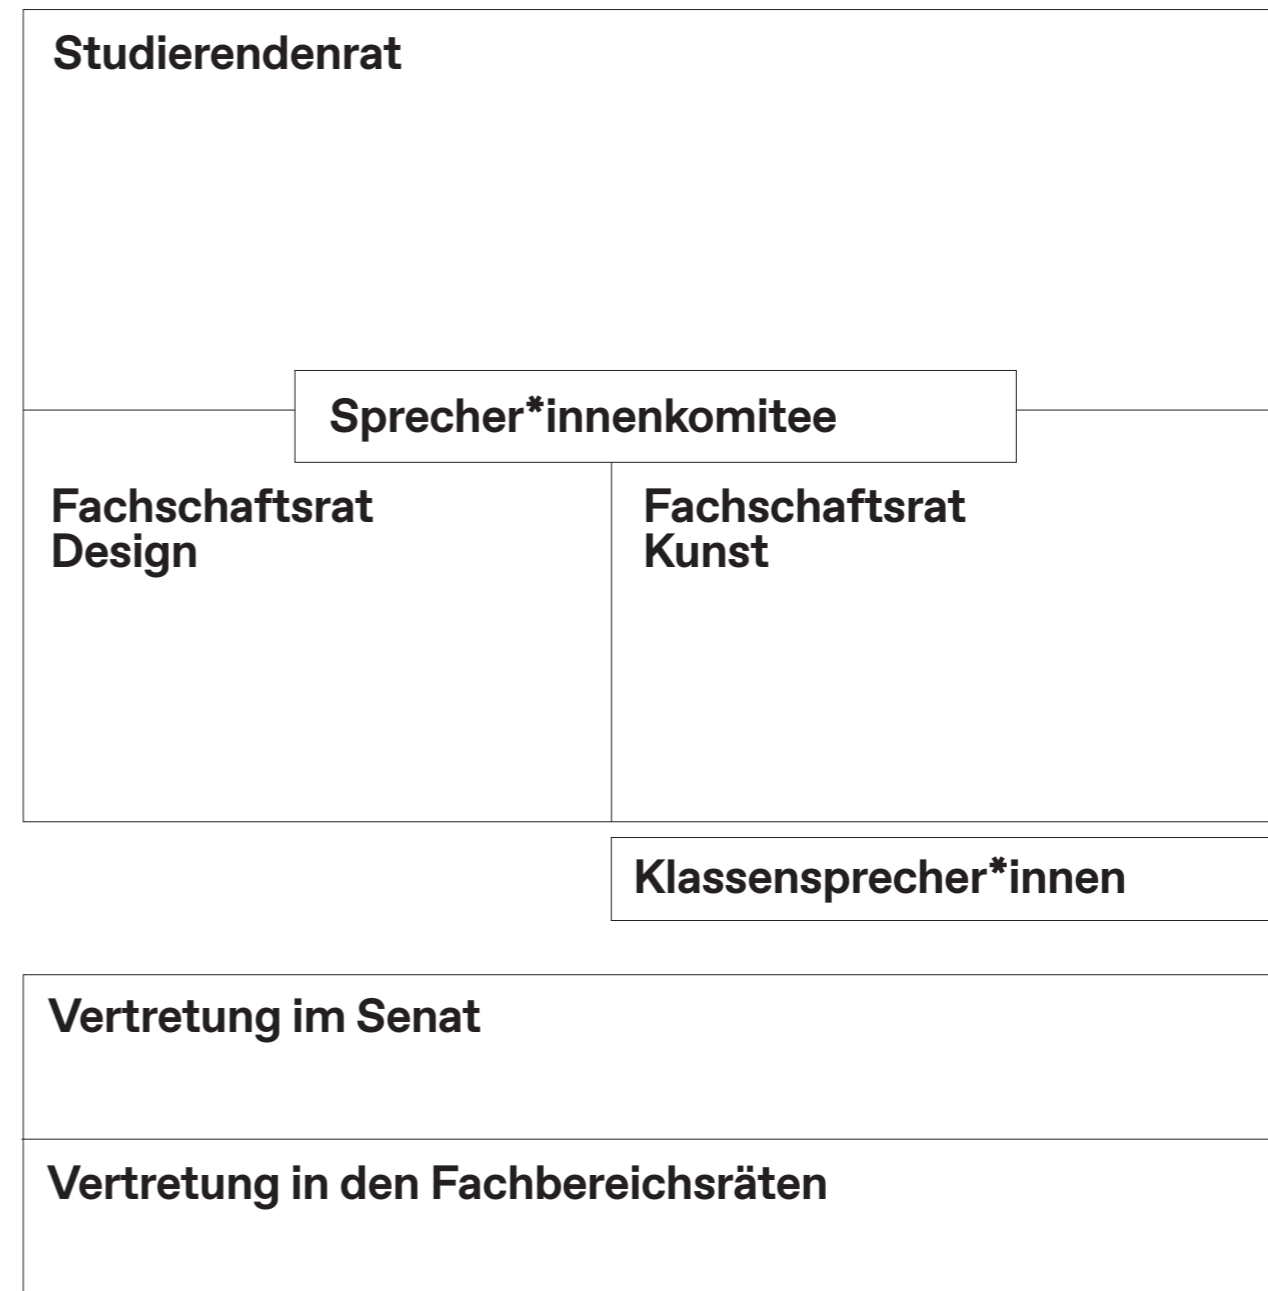 Studierendenrat
Sprecher*innenkomitee
Fachschaftsrat
Design
Fachschaftsrat
Kunst
Klassensprecher*innen
Vertretung im Senat
Vertretung in den Fachbereichsräten